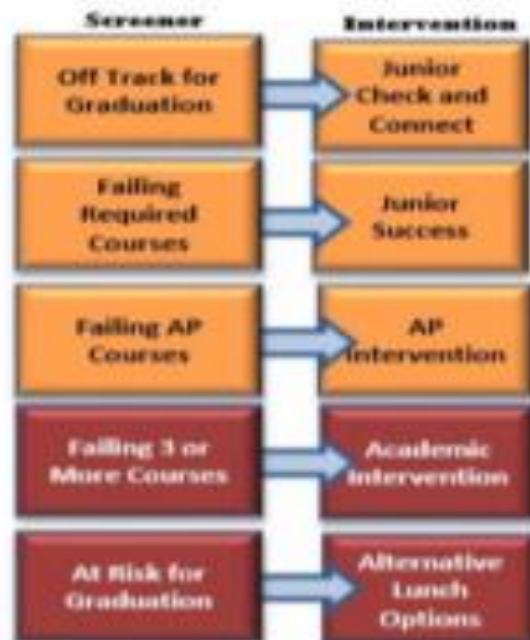 Screener
Intervention
Off Track for
Graduation
Junior
Check and
Connect
Failing
Required
Courses
Junior
Success
Failing AP
Courses
AP
Intervention
Failing 3 or
More Courses
Academic
Intervention
At Risk for
Graduation
Alternative
Lunch
Options